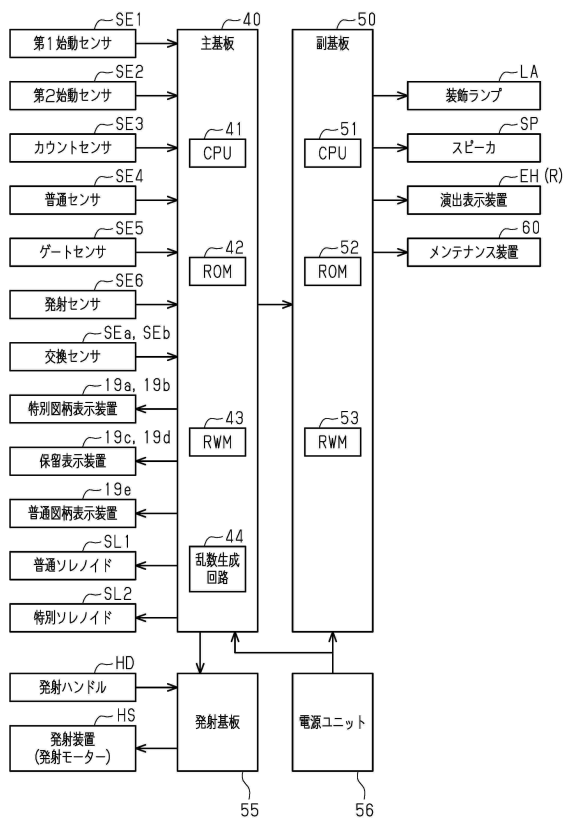 SE1
第1始動センサ
SE2
第2始動センサ
SE3
カウントセンサ
SE4
普通センサ
SE5
ゲートセンサ
SE6
発射センサ
SEa, SEb
交換センサ
19a, 19b
特別図柄表示装置
19c, 19d
保留表示装置
19e
普通図柄表示装置
SL1
普通ソレノイド
SL2
特別ソレノイド
HD
発射ハンドル
HS
発射装置
(発射モーター)
40
主基板
41
CPU
42
ROM
43
RWM
44
乱数生成
回路
発射基板
55
50
副基板
51
CPU
52
ROM
53
RWM
電源ユニット
56
LA
装飾ランプ
SP
スピーカ
EH (R)
演出表示装置
60
メンテナンス装置